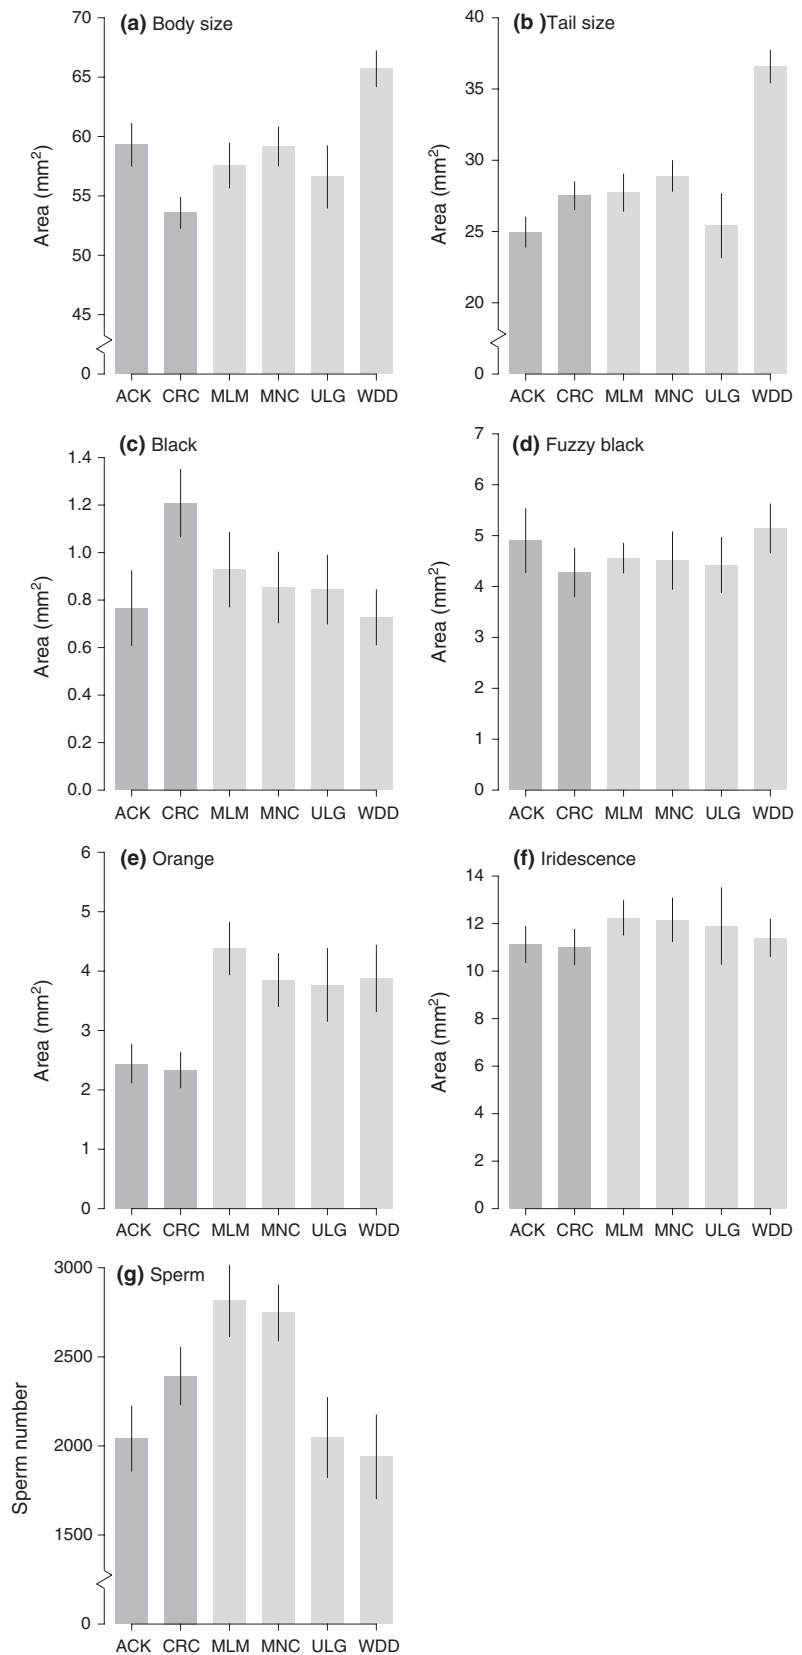 (a) Body size
70
65
60
55
50
45
0
Area (mm2)
ACK CRC MLM MNC ULG WDD
(b )Tail size
40
35
30
25
20
0
Area (mm2)
ACK CRC MLM MNC ULG WDD
(c) Black
1.4
1.2
1.0
0.8
0.6
0.4
0.2
0.0
Area (mm2)
ACK CRC MLM MNC ULG WDD
(d) Fuzzy black
7
6
5
4
3
2
1
0
Area (mm2)
ACK CRC MLM MNC ULG WDD
(e) Orange
6
5
4
3
2
1
0
Area (mm2)
ACK CRC MLM MNC ULG WDD
(f) Iridescence
14
12
10
8
6
4
2
0
Area (mm2)
ACK CRC MLM MNC ULG WDD
(g) Sperm
3000
2500
2000
1500
0
Sperm number
ACK CRC MLM MNC ULG WDD